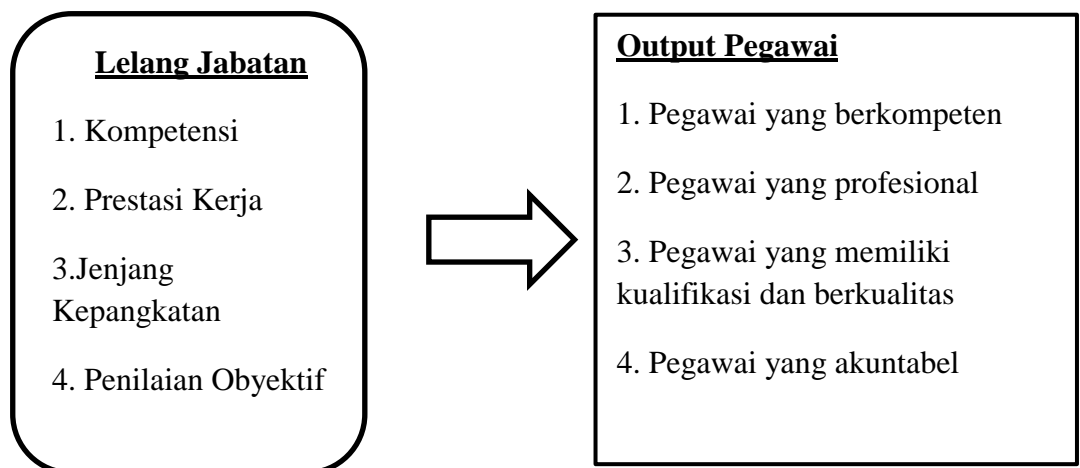 Lelang Jabatan
1. Kompetensi
2. Prestasi Kerja
3.Jenjang
Kepangkatan
4. Penilaian Obyektif
Output Pegawai
1. Pegawai yang berkompeten
2. Pegawai yang profesional
3. Pegawai yang memiliki
kualifikasi dan berkualitas
4. Pegawai yang akuntabel